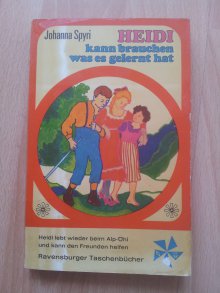 Johanna Spyri
HEIDI
kann brauchen
was es gelernt hat
Heidi lebt wieder beim Alp-Öhi
und kann den Freunden helfen
Ravensburger Taschenbücher